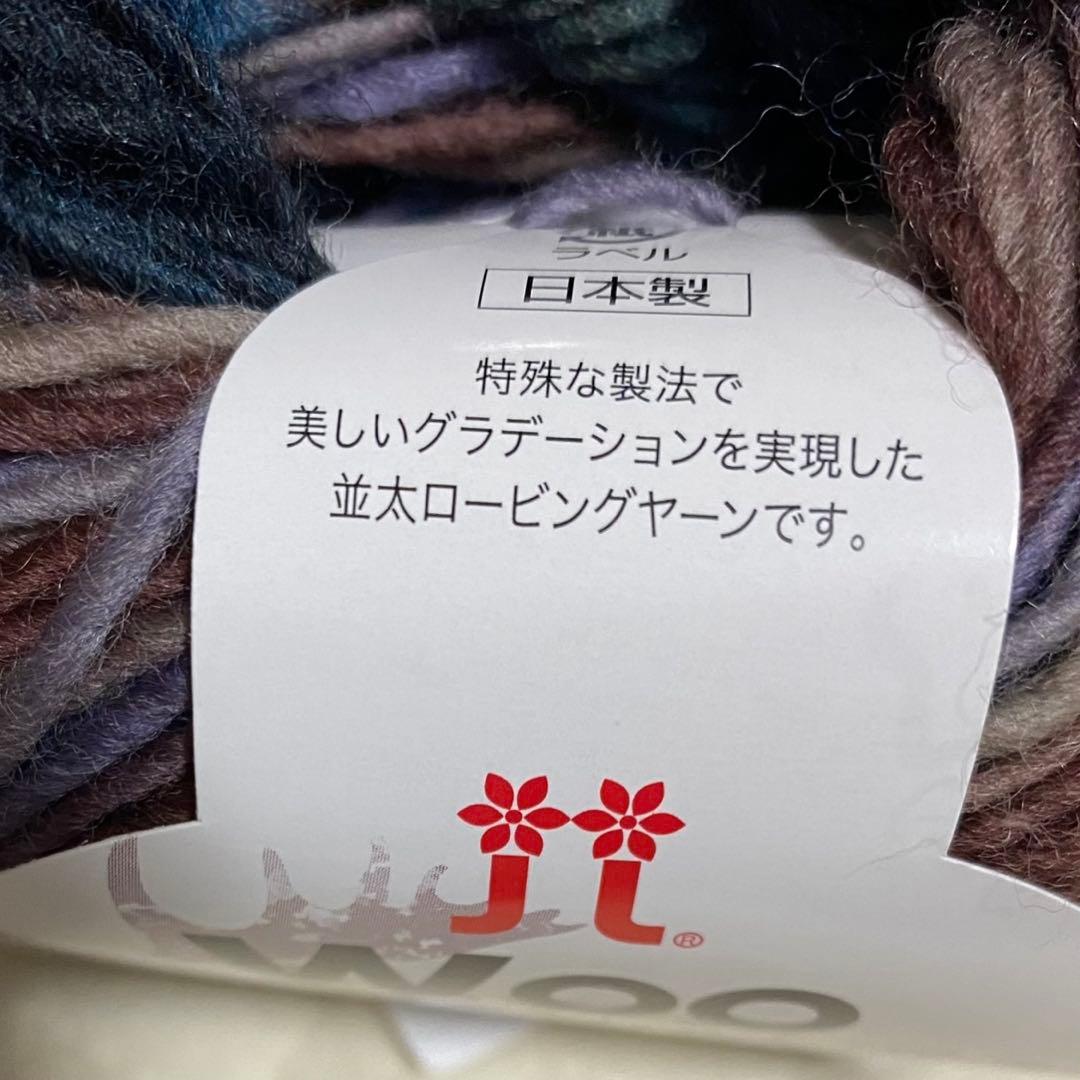 ラベル
日本製
特殊な製法で
美しいグラデーションを実現した
並太ロービングヤーンです。
®
Woo